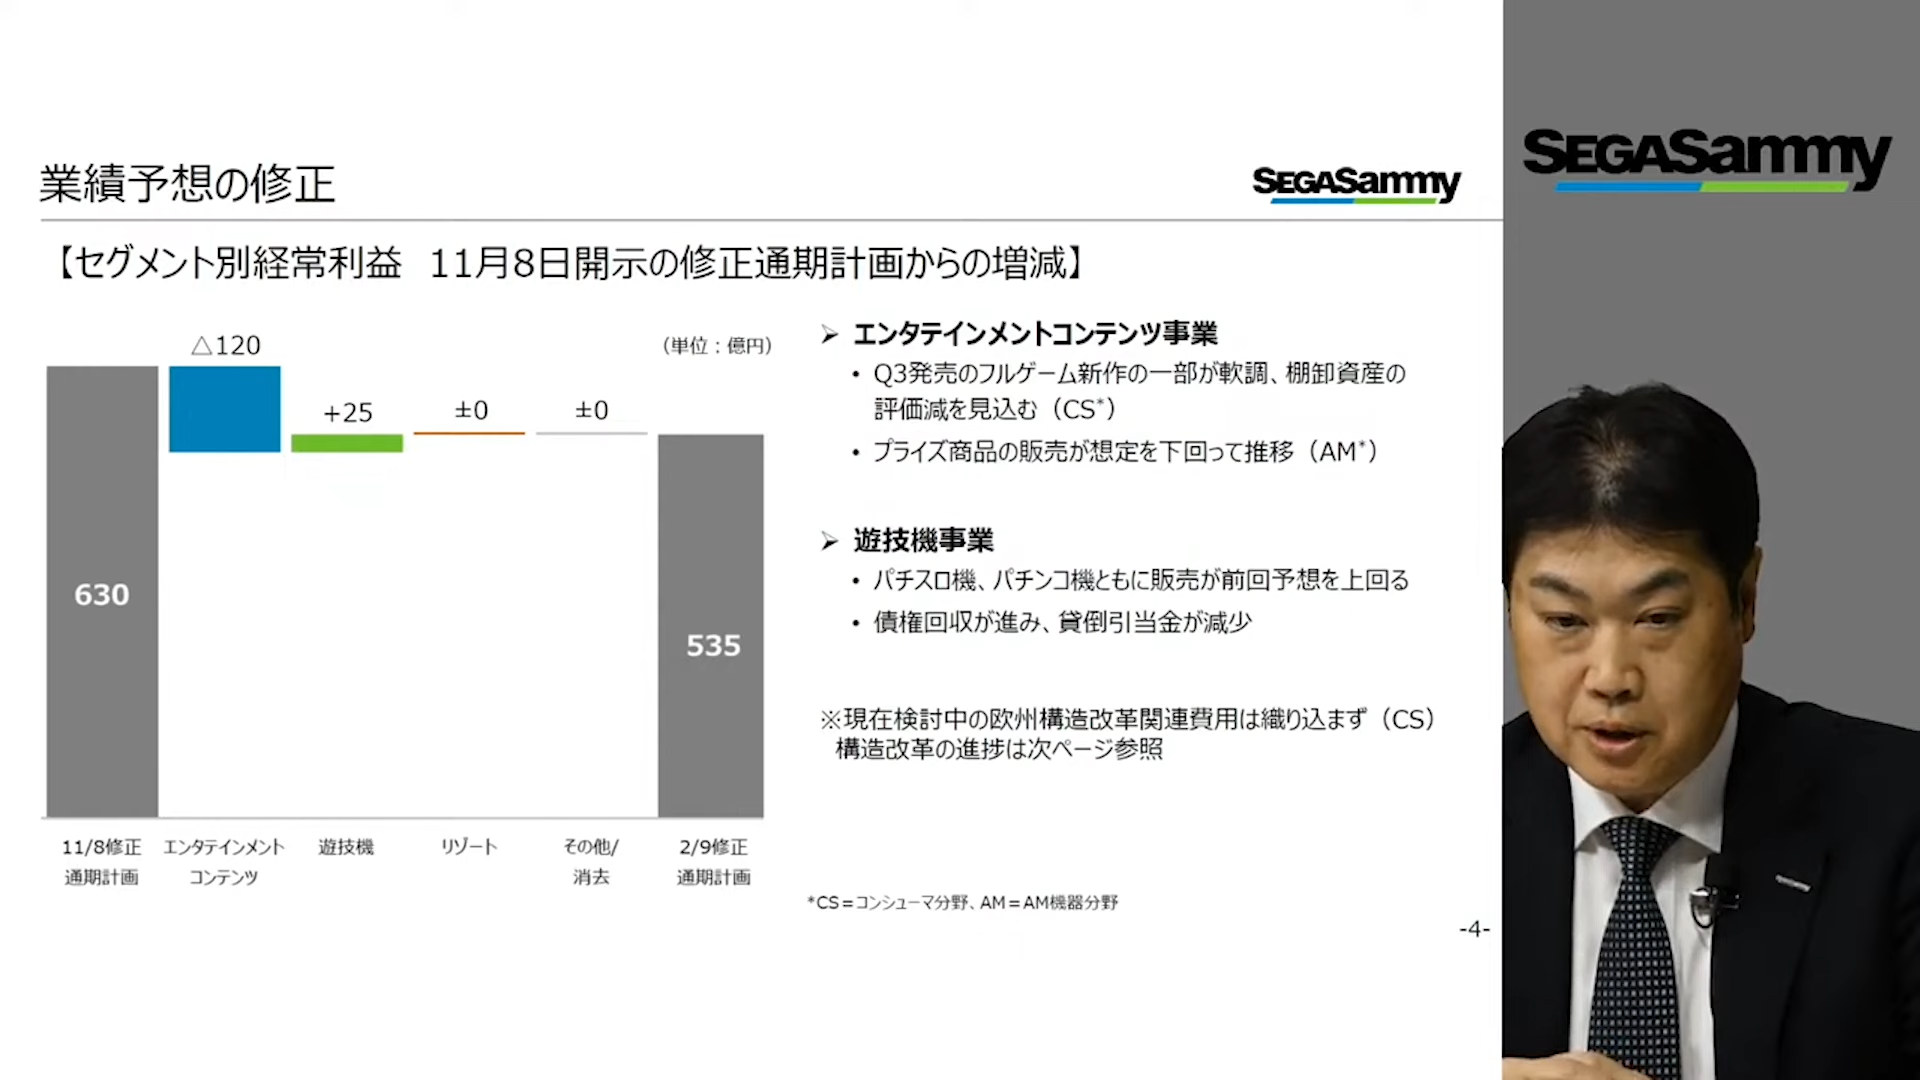 業績予想の修正
SEGASammy
SEGASammy
【セグメント別経常利益　11月8日開示の修正通期計画からの増減】
（単位：億円）
△120
+25
±0
±0
630
535
11/8修正
通期計画
エンタテインメント
コンテンツ
遊技機
リゾート
その他/
消去
2/9修正
通期計画
➢ エンタテインメントコンテンツ事業
• Q3発売のフルゲーム新作の一部が軟調、棚卸資産の
評価減を見込む（CS*）
• プライズ商品の販売が想定を下回って推移（AM*）
➢ 遊技機事業
• パチスロ機、パチンコ機ともに販売が前回予想を上回る
• 債権回収が進み、貸倒引当金が減少
※現在検討中の欧州構造改革関連費用は織り込まず（CS）
構造改革の進捗は次ページ参照
*CS＝コンシューマ分野、AM＝AM機器分野
-4-